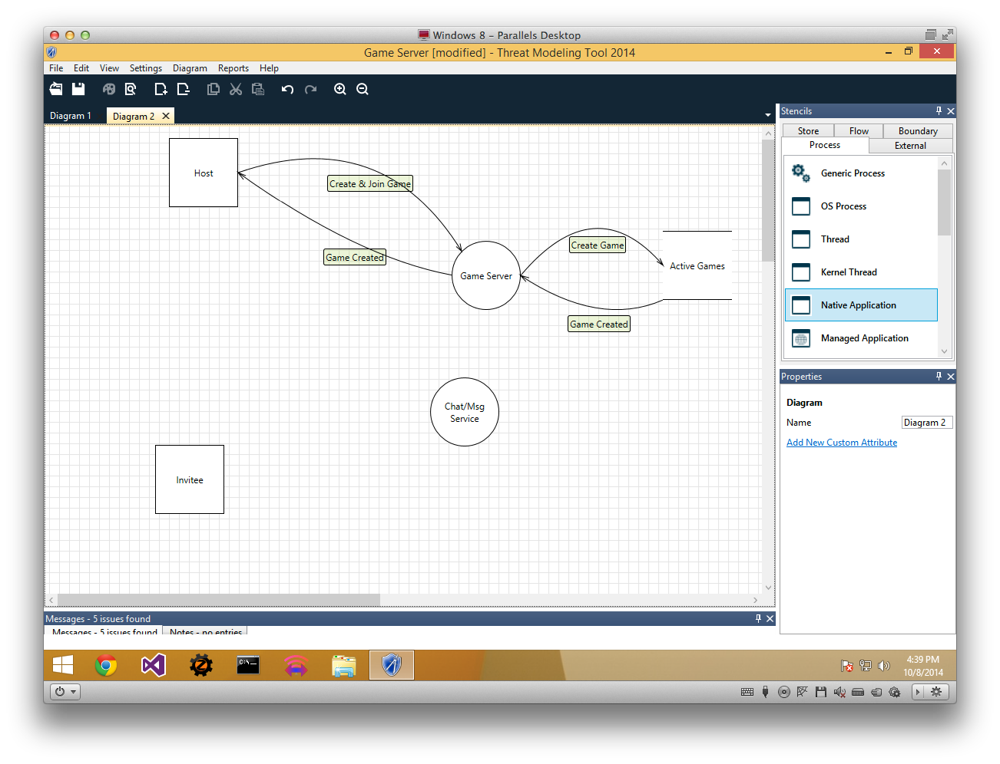 Windows 8 - Parallels Desktop
Game Server [modified] - Threat Modeling Tool 2014
File Edit View Settings Diagram Reports Help
Diagram 1
Diagram 2
Host
Create & Join Game
Game Created
Game Server
Create Game
Active Games
Game Created
Chat/Msg
Service
Invitee
Stencils
Store Flow Boundary
Process External
Generic Process
OS Process
Thread
Kernel Thread
Native Application
Managed Application
Properties
Diagram
Name Diagram 2
Add New Custom Attribute
Messages - 5 issues found
Messages - 5 issues found Notes - no entries
C:\_
4:39 PM
10/8/2014